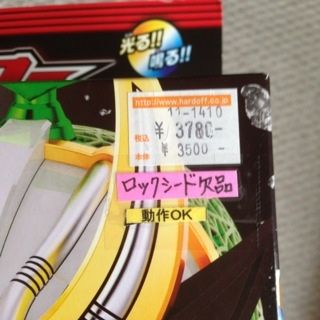 光る!!
鳴る!!
http://www.hardoff.co.jp
11-1410
税込 ¥ 3780-
本体 ¥ 3500-
ロックシード欠品
動作OK